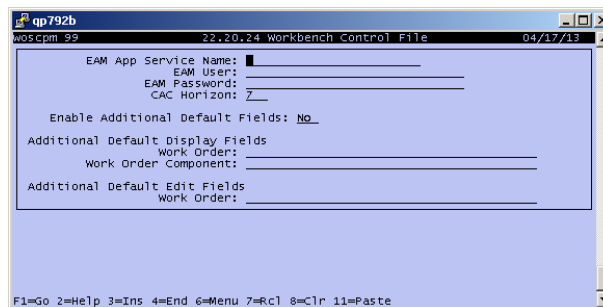 qp792b
woscpm 99 22.20.24 Workbench Control File 04/17/13
EAM App Service Name:
EAM User:
EAM Password:
CAC Horizon: 7
Enable Additional Default Fields: No
Additional Default Display Fields
Work Order:
Work Order Component:
Additional Default Edit Fields
Work Order:
F1=Go 2=Help 3=Ins 4=End 6=Menu 7=Rcl 8=Clr 11=Paste